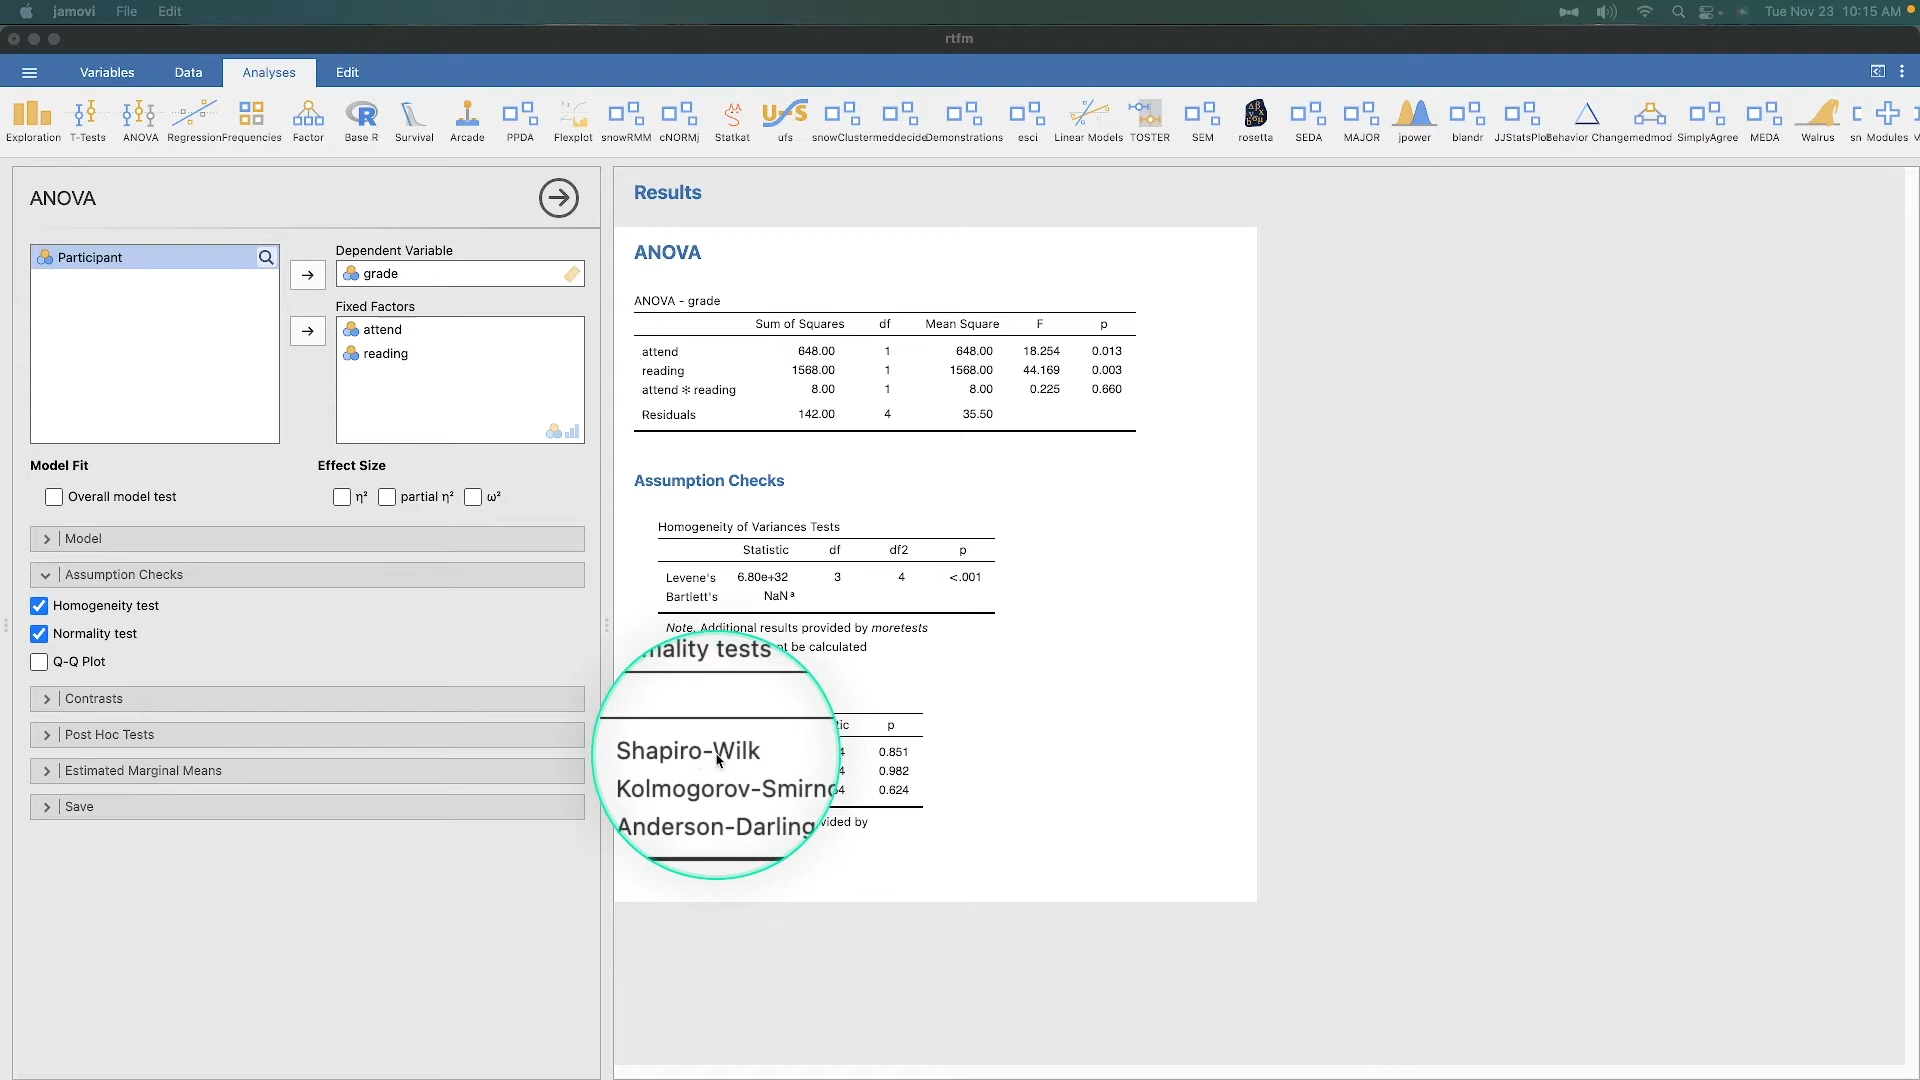 jamovi File Edit Tue Nov 23 10:15 AM
rtfm
Variables Data Analyses Edit
Exploration T-Tests ANOVA Regression Frequencies Factor Base R Survival Arcade PPDA Flexplot snowRMM cNORMj Statkat ufs snowCluster meddecide Demonstrations esci Linear Models TOSTER SEM rosetta SEDA MAJOR jpower blandr JJStatsPlo Behavior Change medmod SimplyAgree MEDA Walrus sn Modules
ANOVA
Participant
Dependent Variable
grade
Fixed Factors
attend
reading
Model Fit Effect Size
Overall model test η² partial η² ω²
Model
Assumption Checks
Homogeneity test
Normality test
Q-Q Plot
Contrasts
Post Hoc Tests
Estimated Marginal Means
Save
Results
ANOVA
ANOVA - grade
Sum of Squares df Mean Square F p
attend 648.00 1 648.00 18.254 0.013
reading 1568.00 1 1568.00 44.169 0.003
attend ✻ reading 8.00 1 8.00 0.225 0.660
Residuals 142.00 4 35.50
Assumption Checks
Homogeneity of Variances Tests
Statistic df df2 p
Levene's 6.80e+32 3 4 <.001
Bartlett's NaN ᵃ
Note. Additional results provided by moretests
be calculated
mality tests
tic p
Shapiro-Wilk 4 0.851
Kolmogorov-Smirno 4 0.982
Anderson-Darling 4 0.624
vided by